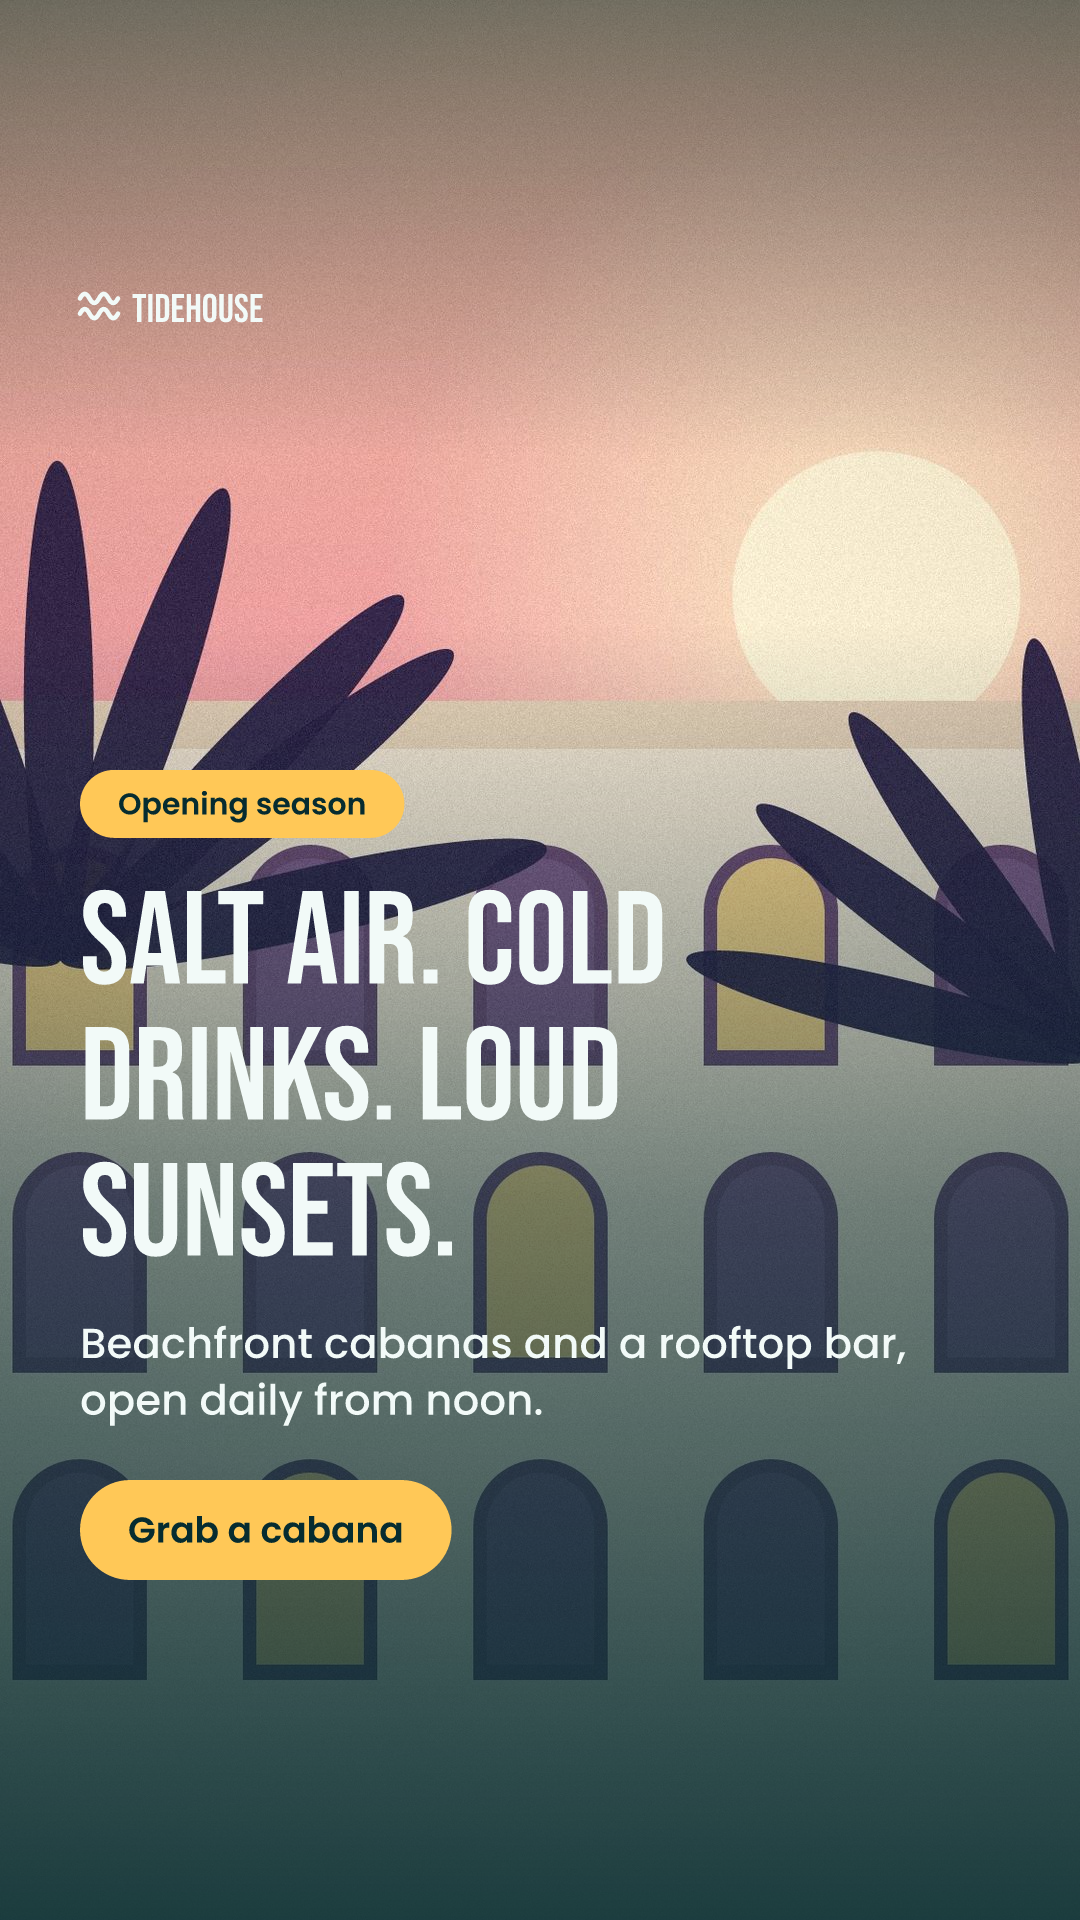 TIDEHOUSE
Opening season
SALT AIR. COLD
DRINKS. LOUD
SUNSETS.
Beachfront cabanas and a rooftop bar,
open daily from noon.
Grab a cabana